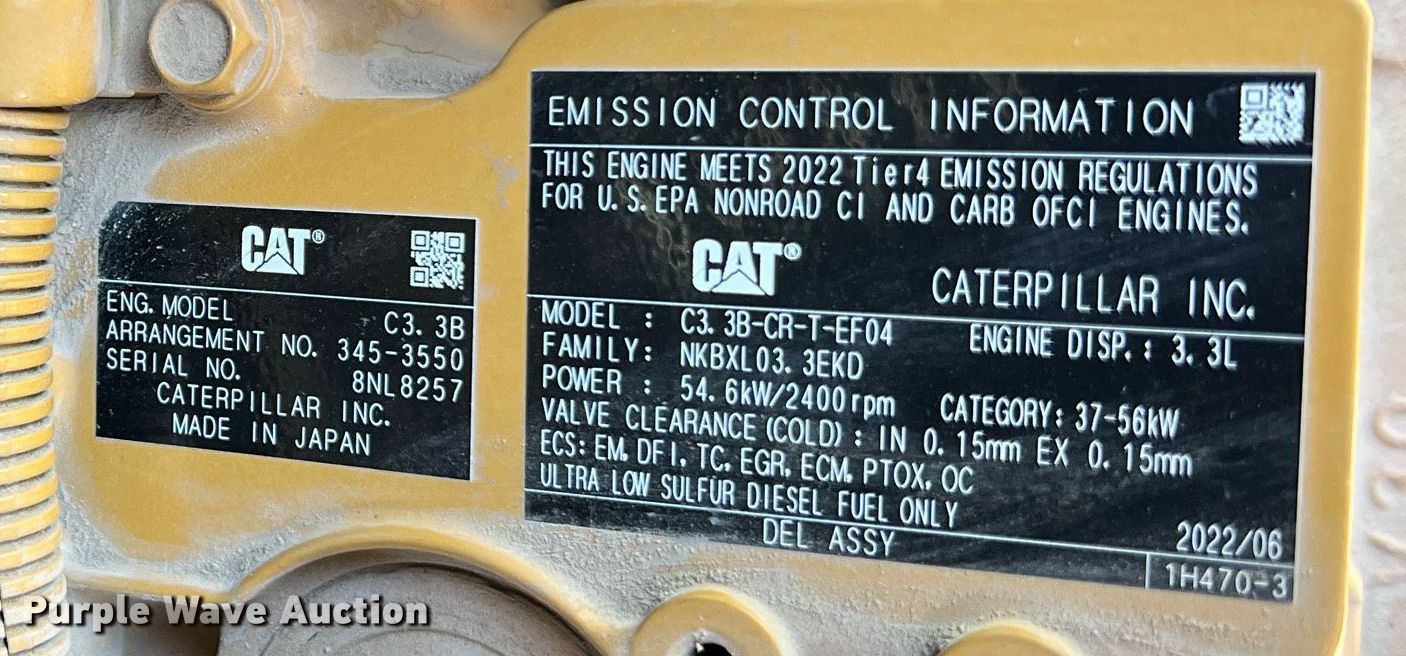 CAT®
ENG. MODEL C3.3B
ARRANGEMENT NO. 345-3550
SERIAL NO. 8NL8257
CATERPILLAR INC.
MADE IN JAPAN
EMISSION CONTROL INFORMATION
THIS ENGINE MEETS 2022 Tier4 EMISSION REGULATIONS
FOR U.S. EPA NONROAD CI AND CARB OFCI ENGINES.
CAT® CATERPILLAR INC.
MODEL : C3.3B-CR-T-EF04 ENGINE DISP.: 3.3L
FAMILY: NKBXL03.3EKD
POWER : 54.6kW/2400rpm CATEGORY: 37-56kW
VALVE CLEARANCE(COLD): IN 0.15mm EX 0.15mm
ECS: EM, DFI, TC, EGR, ECM, PTOX, OC
ULTRA LOW SULFUR DIESEL FUEL ONLY
DEL ASSY 2022/06
1H470-3
Purple Wave Auction